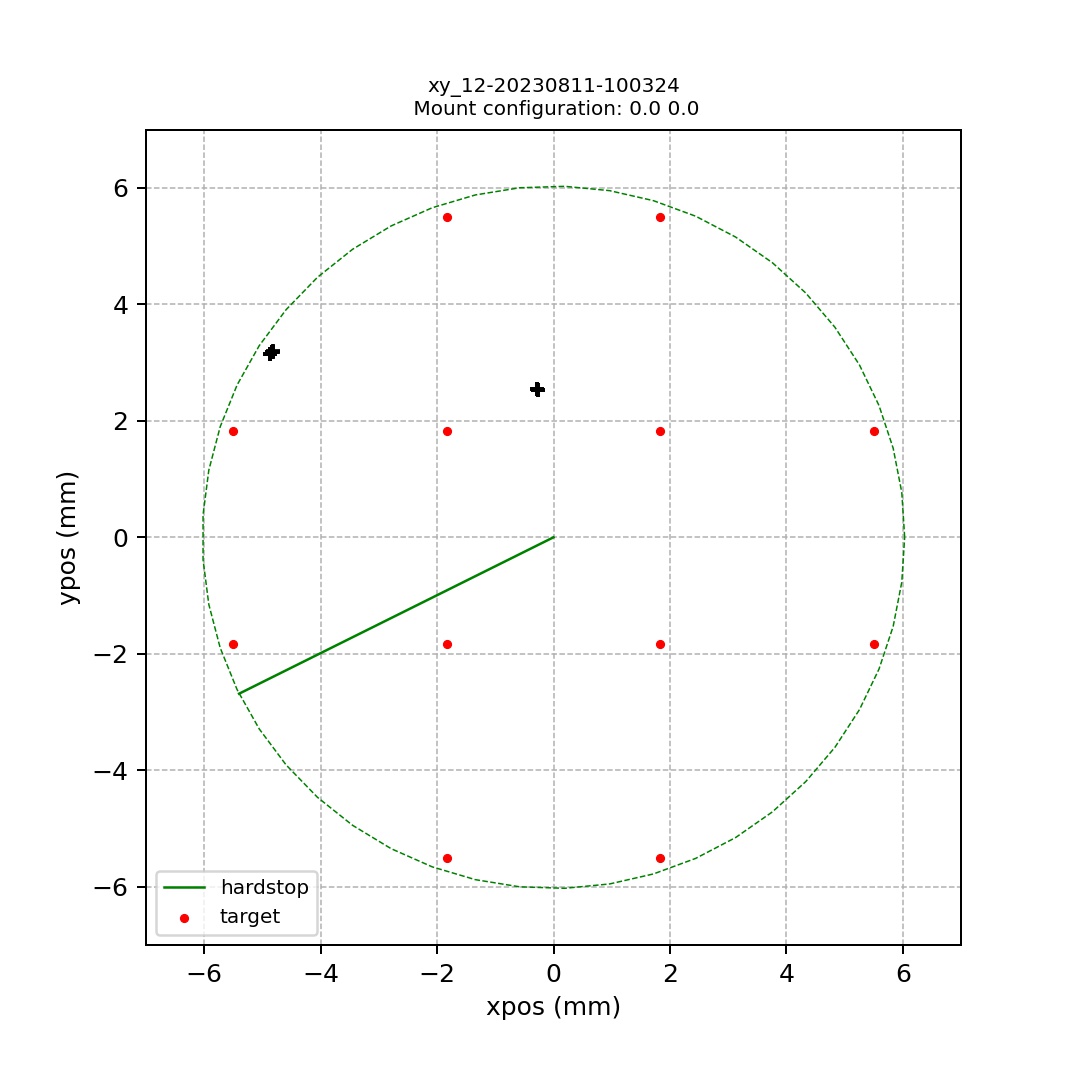 xy_12-20230811-100324
Mount configuration: 0.0 0.0
6
4
2
0
−2
−4
−6
ypos (mm)
hardstop
target
−6 −4 −2 0 2 4 6
xpos (mm)